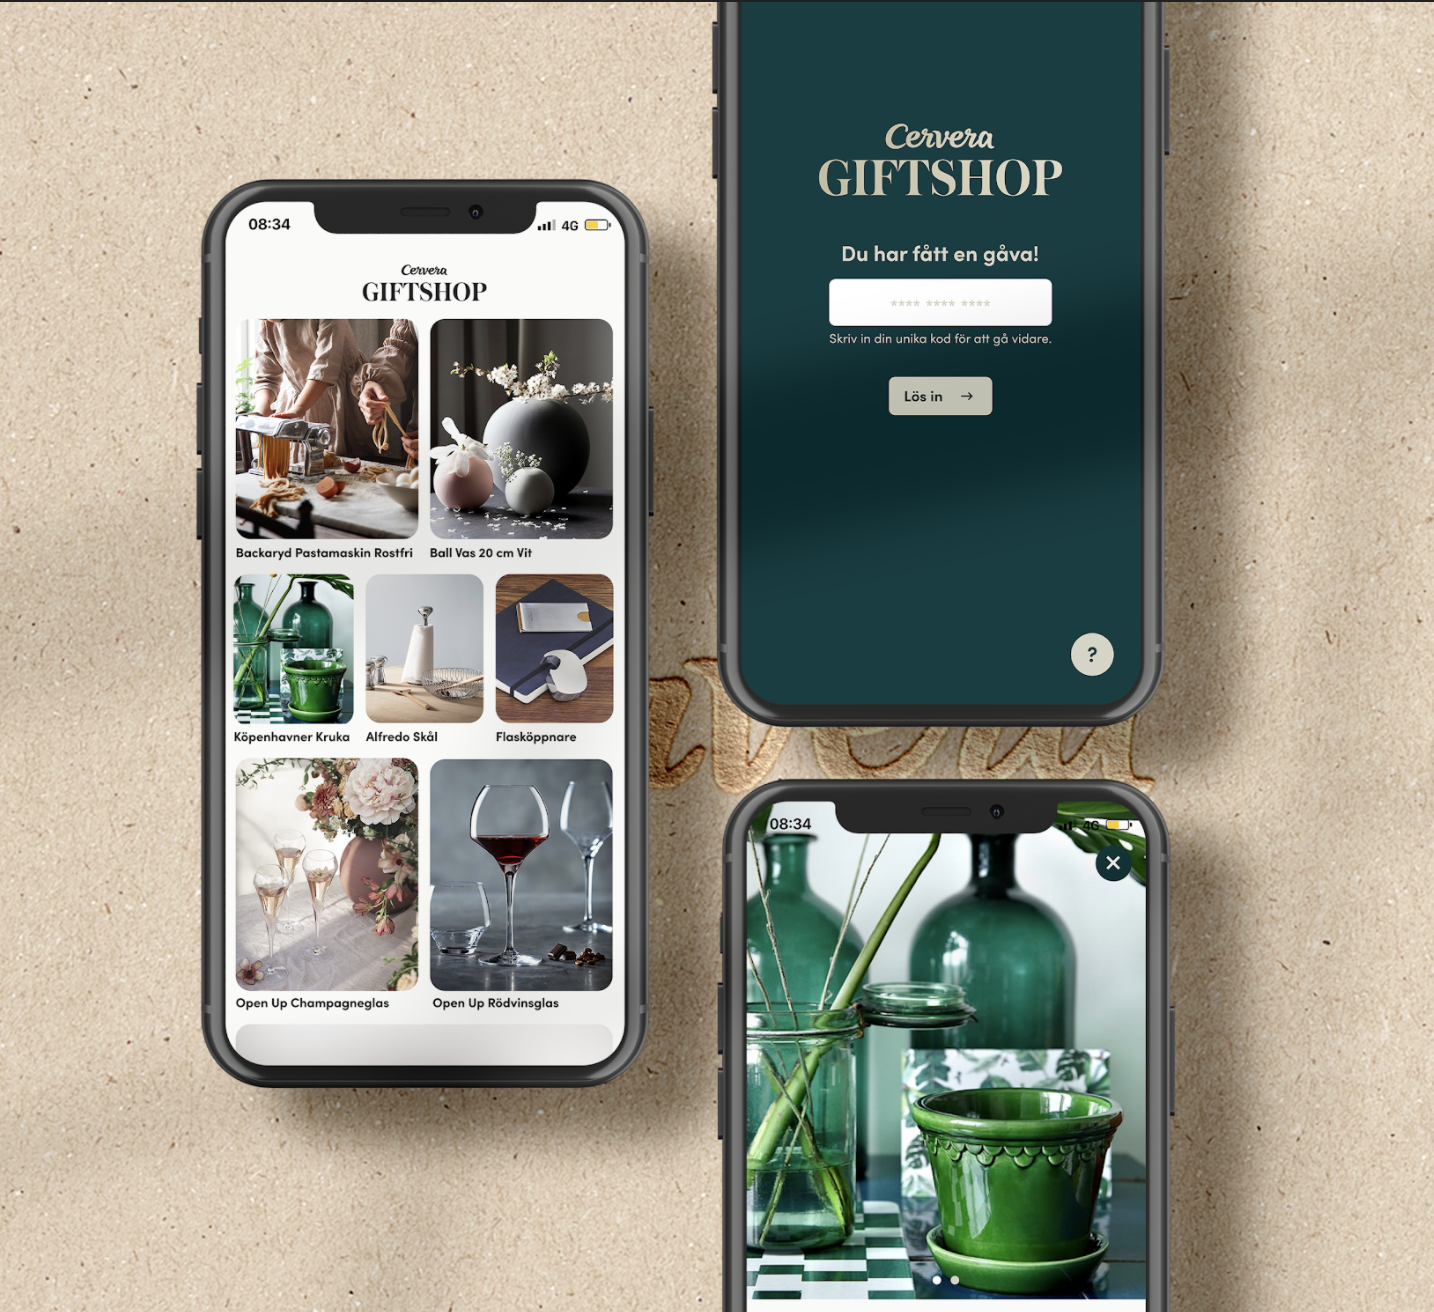 08:34
4G
Cervera
GIFTSHOP
Backaryd Pastamaskin Rostfri
Ball Vas 20 cm Vit
Köpenhavner Kruka
Alfredo Skål
Flasköppnare
Open Up Champagneglas
Open Up Rödvinsglas
Cervera
GIFTSHOP
Du har fått en gåva!
**** **** ****
Skriv in din unika kod för att gå vidare.
Lös in →
?
08:34
4G